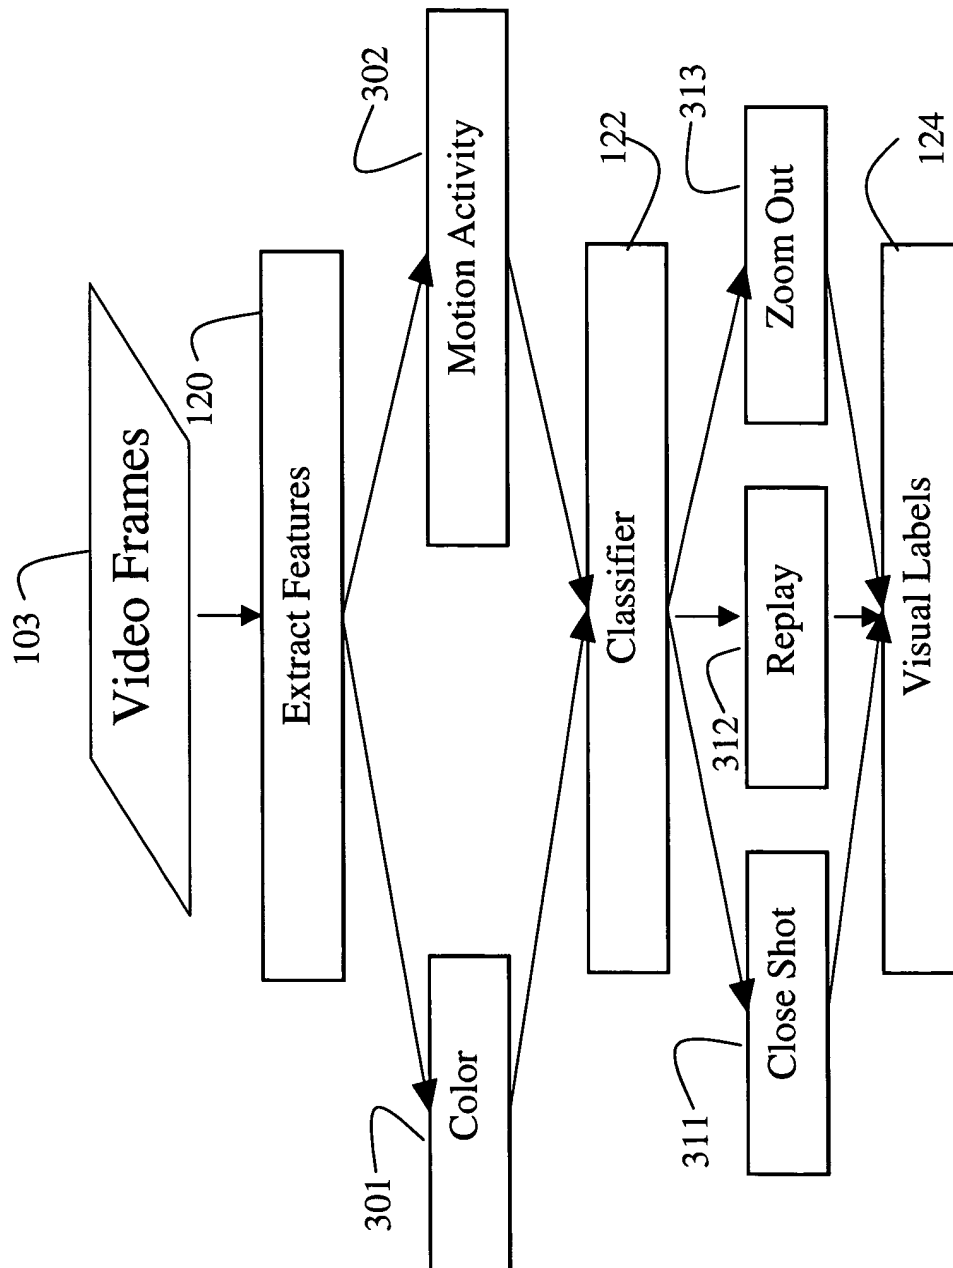 103
Video Frames
120
Extract Features
301
Color
302
Motion Activity
122
Classifier
311
Close Shot
312
Replay
313
Zoom Out
124
Visual Labels